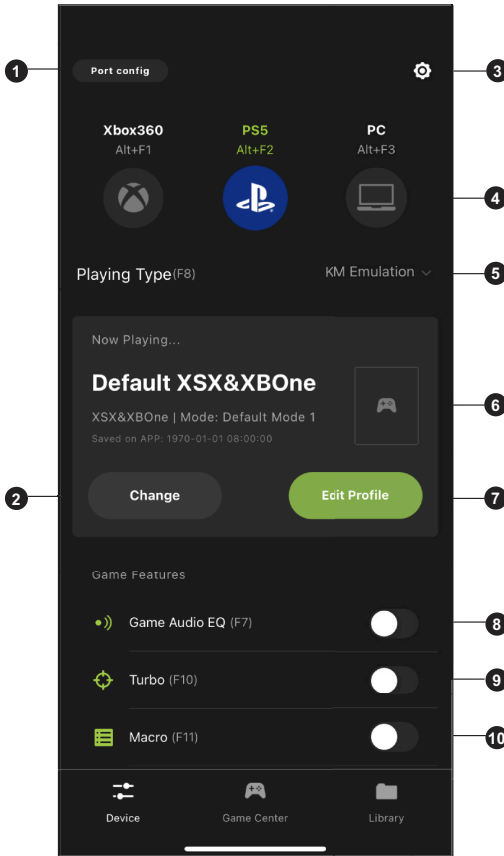 1
Port config
3
Xbox360 PS5 PC
Alt+F1 Alt+F2 Alt+F3
4
Playing Type(F8) KM Emulation
5
Now Playing...
Default XSX&XBOne
6
XSX&XBOne | Mode: Default Mode 1
Saved on APP: 1970-01-01 08:00:00
2
Change Edit Profile
7
Game Features
Game Audio EQ (F7)
8
Turbo (F10)
9
Macro (F11)
10
Device Game Center Library